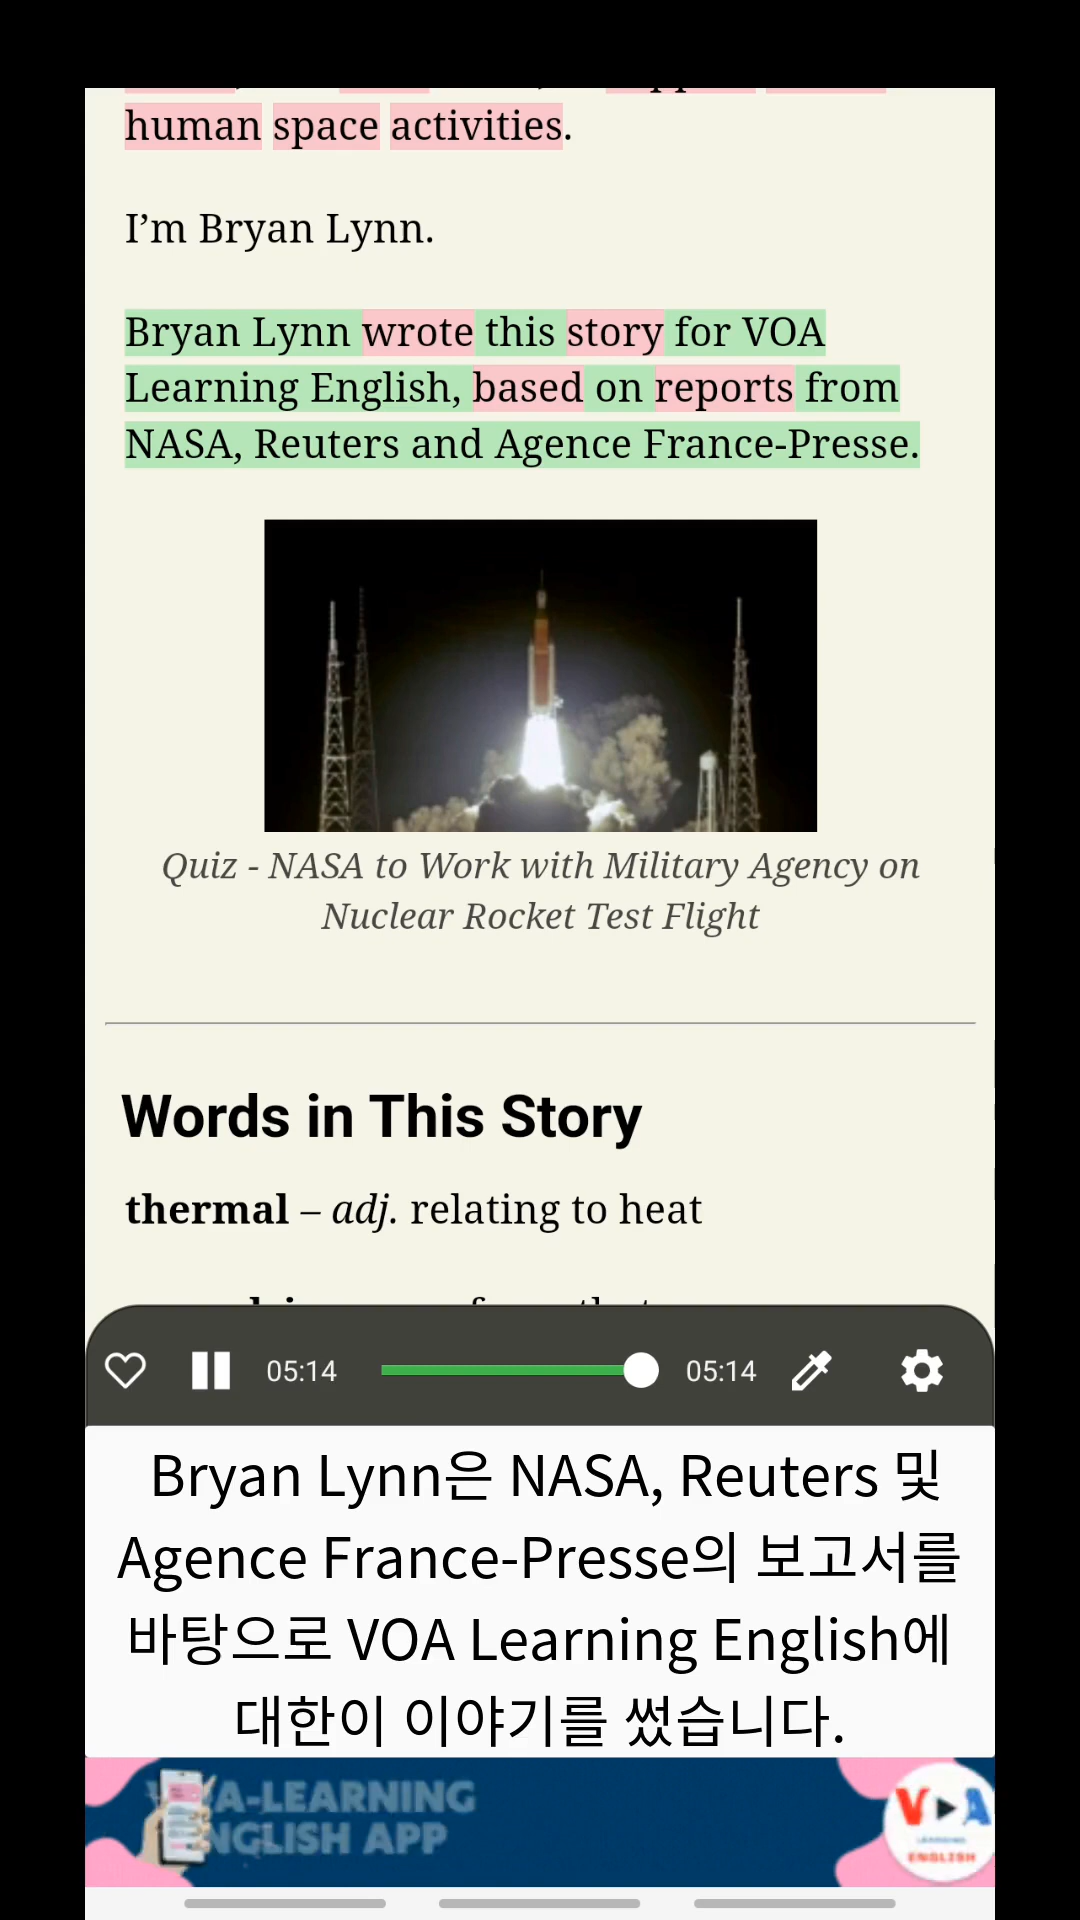 human space activities.
I’m Bryan Lynn.
Bryan Lynn wrote this story for VOA
Learning English, based on reports from
NASA, Reuters and Agence France-Presse.
Quiz - NASA to Work with Military Agency on
Nuclear Rocket Test Flight
Words in This Story
thermal – adj. relating to heat
05:14
05:14
Bryan Lynn은 NASA, Reuters 및
Agence France-Presse의 보고서를
바탕으로 VOA Learning English에
대한이 이야기를 썼습니다.
A-LEARNING
NGLISH APP
VOA
LEARNING
ENGLISH